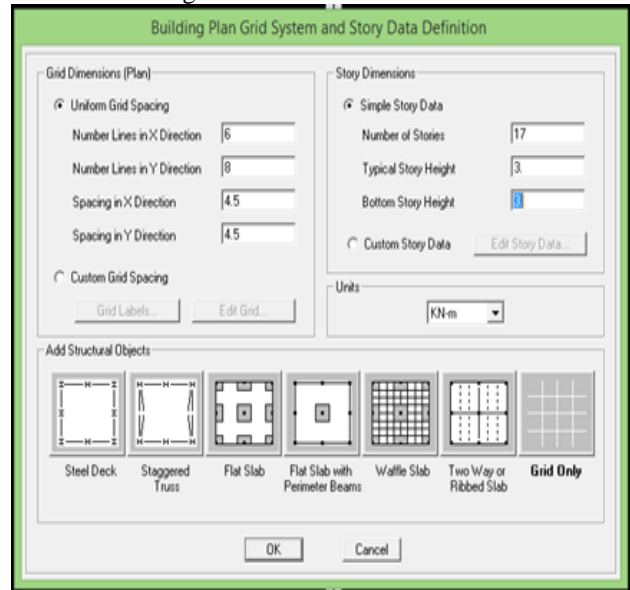 Building Plan Grid System and Story Data Definition
Grid Dimensions (Plan)
Uniform Grid Spacing
Number Lines in X Direction 6
Number Lines in Y Direction 8
Spacing in X Direction 4.5
Spacing in Y Direction 4.5
Custom Grid Spacing
Grid Labels... Edit Grid...
Story Dimensions
Simple Story Data
Number of Stories 17
Typical Story Height 3.
Bottom Story Height 3.
Custom Story Data Edit Story Data...
Units
KN-m
Add Structural Objects
Steel Deck
Staggered
Truss
Flat Slab
Flat Slab with
Perimeter Beams
Waffle Slab
Two Way or
Ribbed Slab
Grid Only
OK Cancel